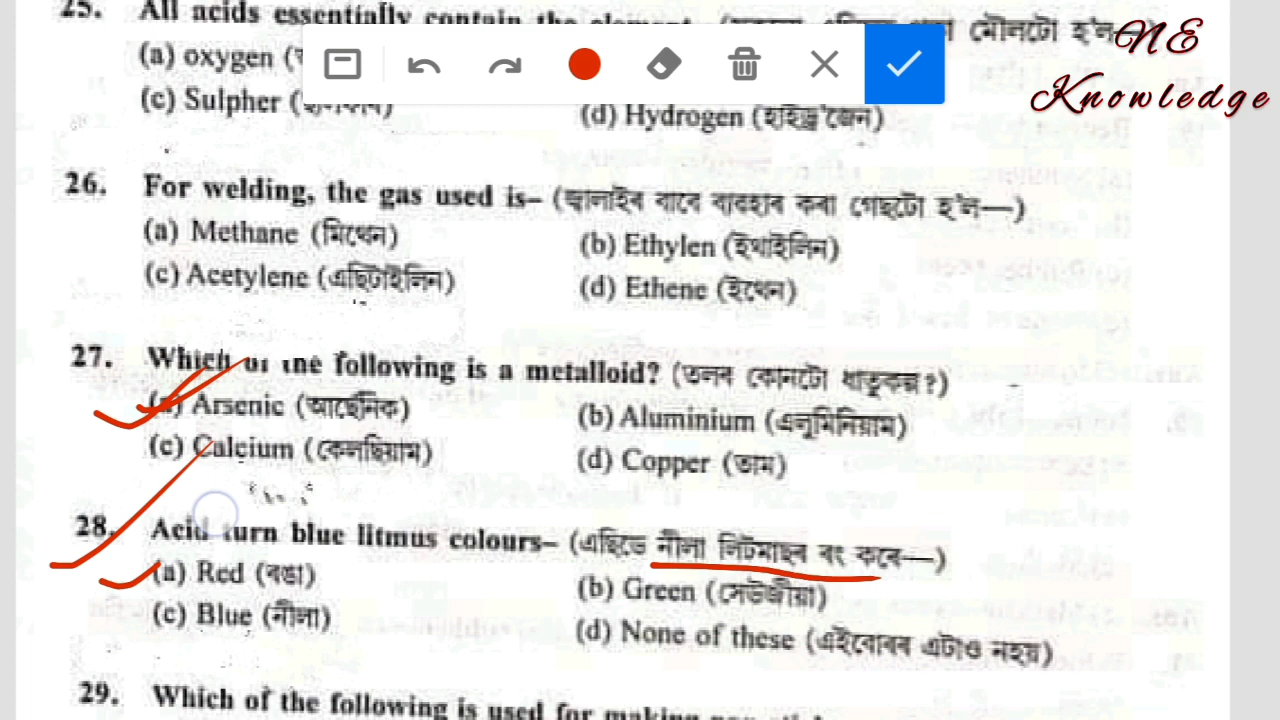 25. All acids essentially contain the element মৌলটো হ'ল—)
NE
Knowledge
(a) oxygen
(c) Sulpher
(d) Hydrogen (হাইড্ৰ'জেন)
26. For welding, the gas used is– (জ্বালাইৰ বাবে ব্যৱহাৰ কৰা গেছটো হ'ল—)
(a) Methane (মিথেন)
(b) Ethylen (ইথাইলিন)
(c) Acetylene (এছিটাইলিন)
(d) Ethene (ইথেন)
27. Which of the following is a metalloid? (তলৰ কোনটো ধাতুকল্প?)
(a) Arsenic (আৰ্ছেনিক)
(b) Aluminium (এলুমিনিয়াম)
(c) Calcium (কেলছিয়াম)
(d) Copper (তাম)
28. Acid turn blue litmus colours– (এছিডে নীলা লিটমাছৰ ৰং কৰে—)
(a) Red (ৰঙা)
(b) Green (সেউজীয়া)
(c) Blue (নীলা)
(d) None of these (এইবোৰৰ এটাও নহয়)
29. Which of the following is used for making